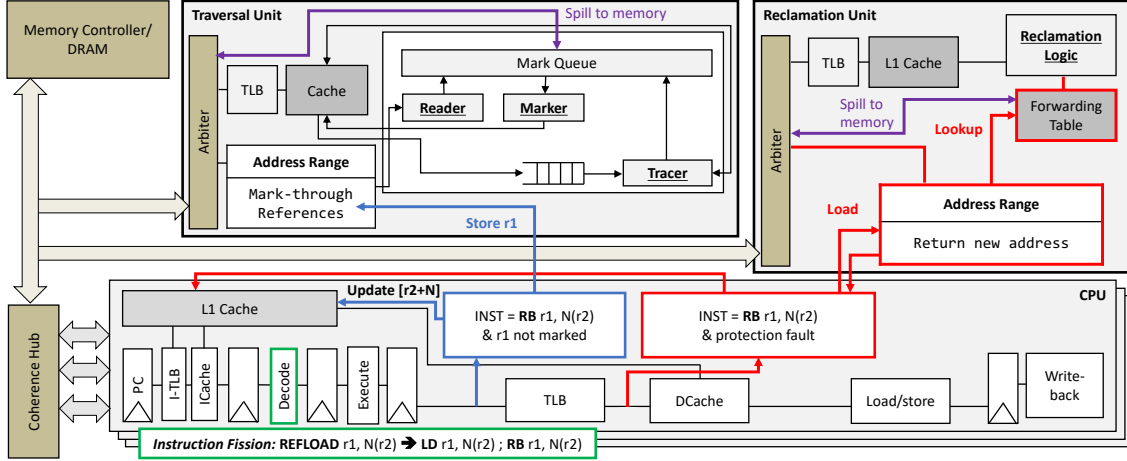 Memory Controller/
DRAM
Traversal Unit
Spill to memory
Arbiter
TLB
Cache
Mark Queue
Reader
Marker
Tracer
Address Range
Mark-through
References
Store r1
Reclamation Unit
Arbiter
TLB
L1 Cache
Reclamation
Logic
Spill to
memory
Forwarding
Table
Lookup
Load
Address Range
Return new address
CPU
Coherence Hub
L1 Cache
Update [r2+N]
INST = RB r1, N(r2)
& r1 not marked
INST = RB r1, N(r2)
& protection fault
PC
I-TLB
ICache
Decode
Execute
TLB
DCache
Load/store
Write-
back
Instruction Fission: REFLOAD r1, N(r2) ➔ LD r1, N(r2) ; RB r1, N(r2)